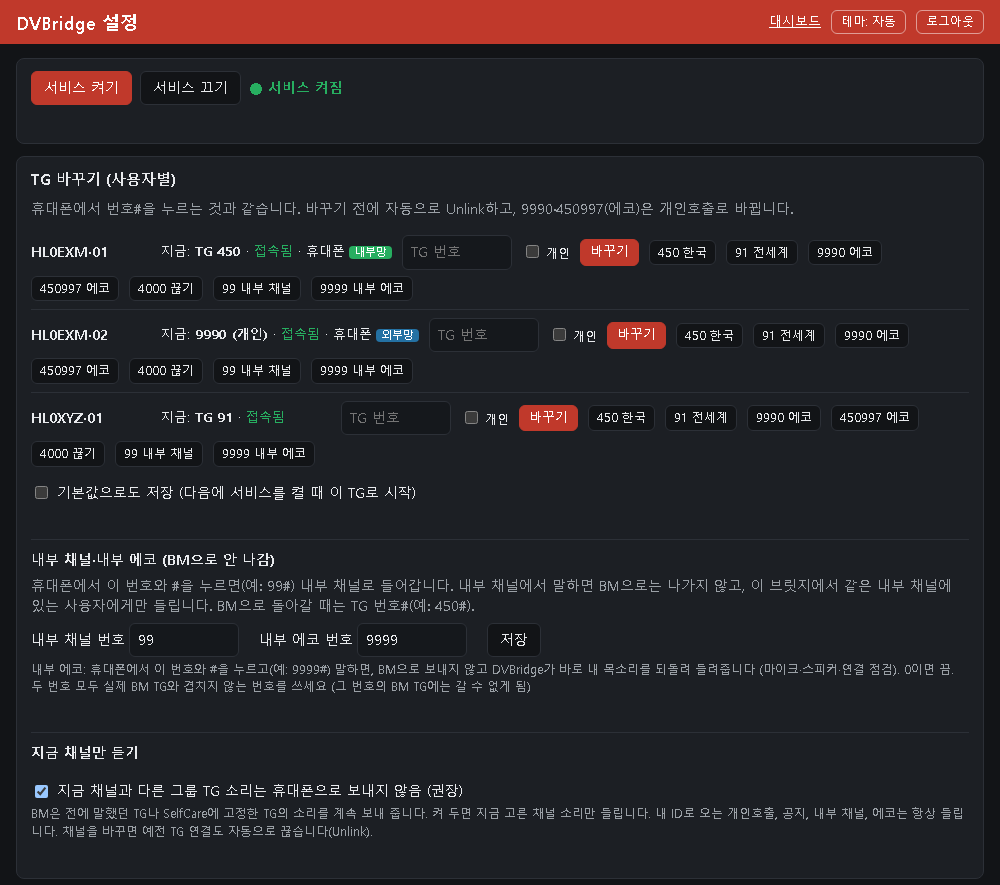 DVBridge 설정
대시보드 테마: 자동 로그아웃
서비스 켜기 서비스 끄기 서비스 켜짐
TG 바꾸기 (사용자별)
휴대폰에서 번호#을 누르는 것과 같습니다. 바꾸기 전에 자동으로 Unlink하고, 9990·450997(에코)은 개인호출로 바뀝니다.
HL0EXM-01 지금: TG 450 · 접속됨 · 휴대폰 내부망 TG 번호 개인 바꾸기 450 한국 91 전세계 9990 에코
450997 에코 4000 끊기 99 내부 채널 9999 내부 에코
HL0EXM-02 지금: 9990 (개인) · 접속됨 · 휴대폰 외부망 TG 번호 개인 바꾸기 450 한국 91 전세계 9990 에코
450997 에코 4000 끊기 99 내부 채널 9999 내부 에코
HL0XYZ-01 지금: TG 91 · 접속됨 TG 번호 개인 바꾸기 450 한국 91 전세계 9990 에코 450997 에코
4000 끊기 99 내부 채널 9999 내부 에코
기본값으로도 저장 (다음에 서비스를 켤 때 이 TG로 시작)
내부 채널·내부 에코 (BM으로 안 나감)
휴대폰에서 이 번호와 #을 누르면(예: 99#) 내부 채널로 들어갑니다. 내부 채널에서 말하면 BM으로는 나가지 않고, 이 브릿지에서 같은 내부 채널에
있는 사용자에게만 들립니다. BM으로 돌아갈 때는 TG 번호#(예: 450#).
내부 채널 번호 99 내부 에코 번호 9999 저장
내부 에코: 휴대폰에서 이 번호와 #을 누르고(예: 9999#) 말하면, BM으로 보내지 않고 DVBridge가 바로 내 목소리를 되돌려 들려줍니다 (마이크·스피커·연결 점검). 0이면 끔.
두 번호 모두 실제 BM TG와 겹치지 않는 번호를 쓰세요 (그 번호의 BM TG에는 갈 수 없게 됨)
지금 채널만 듣기
지금 채널과 다른 그룹 TG 소리는 휴대폰으로 보내지 않음 (권장)
BM은 전에 말했던 TG나 SelfCare에 고정한 TG의 소리를 계속 보내 줍니다. 켜 두면 지금 고른 채널 소리만 들립니다. 내 ID로 오는 개인호출, 공지, 내부 채널, 에코는 항상 들립
니다. 채널을 바꾸면 예전 TG 연결도 자동으로 끊습니다(Unlink).